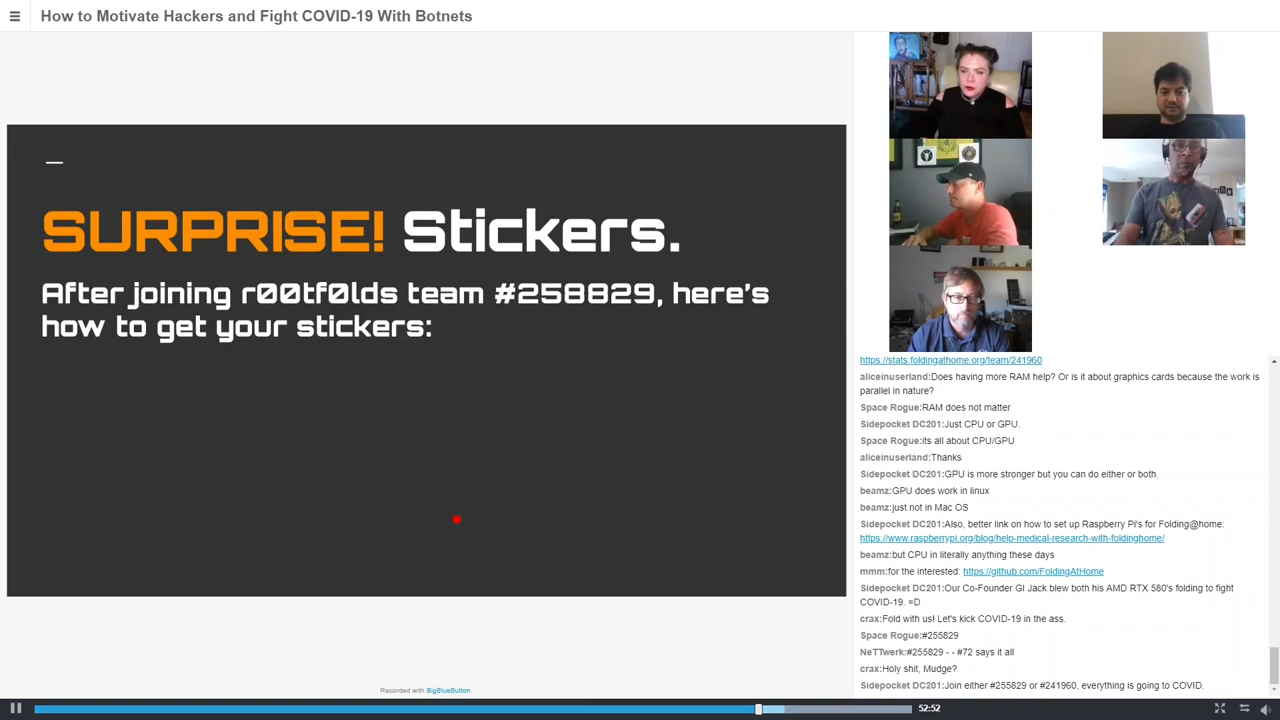 How to Motivate Hackers and Fight COVID-19 With Botnets
SURPRISE! Stickers.
After joining r00tf0lds team #258829, here's
how to get your stickers:
Recorded with BigBlueButton.
https://stats.foldingathome.org/team/241960
aliceinuserland:Does having more RAM help? Or is it about graphics cards because the work is
parallel in nature?
Space Rogue:RAM does not matter
Sidepocket DC201:Just CPU or GPU.
Space Rogue:its all about CPU/GPU
aliceinuserland:Thanks
Sidepocket DC201:GPU is more stronger but you can do either or both.
beamz:GPU does work in linux
beamz:just not in Mac OS
Sidepocket DC201:Also, better link on how to set up Raspberry Pi's for Folding@home:
https://www.raspberrypi.org/blog/help-medical-research-with-foldinghome/
beamz:but CPU in literally anything these days
mmm:for the interested: https://github.com/FoldingAtHome
Sidepocket DC201:Our Co-Founder GI Jack blew both his AMD RTX 580's folding to fight
COVID-19. =D
crax:Fold with us! Let's kick COVID-19 in the ass.
Space Rogue:#255829
NeTTwerk:#255829 - - #72 says it all
crax:Holy shit, Mudge?
Sidepocket DC201:Join either #255829 or #241960, everything is going to COVID.
52:52